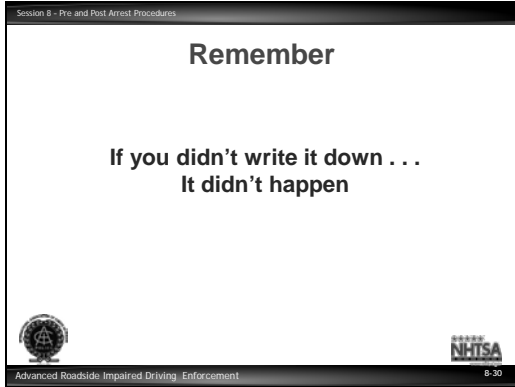 Session 8 - Pre and Post Arrest Procedures
Remember
If you didn't write it down . . .
It didn't happen
NHTSA
Advanced Roadside Impaired Driving Enforcement
8-30